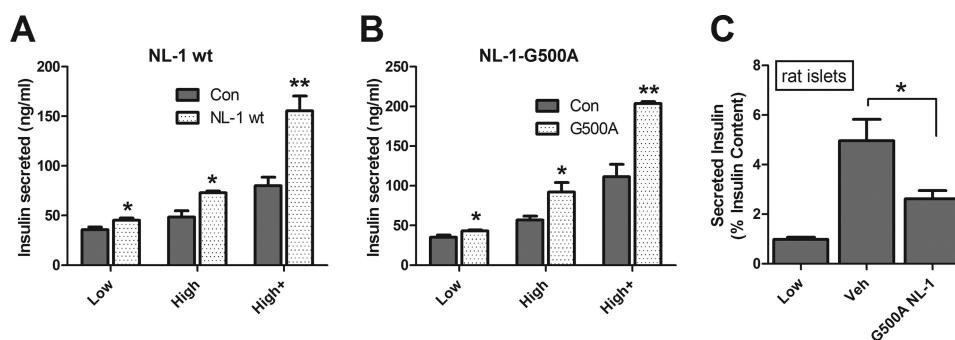 A
NL-1 wt
Insulin secreted (ng/ml)
200
150
100
50
0
Con
NL-1 wt
*
*
**
Low
High
High+
B
NL-1-G500A
Insulin secreted (ng/ml)
250
200
150
100
50
0
Con
G500A
*
*
**
Low
High
High+
C
rat islets
Secreted Insulin
(% Insulin Content)
8
6
4
2
0
*
Low
Veh
G500A NL-1